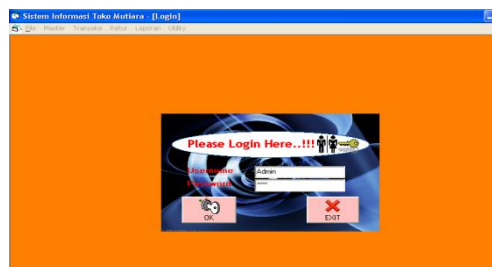 Sistem Informasi Toko Mutiara - [Login]
File Master Transaksi Retur Laporan Utility
Please Login Here..!!!
Username Admin
Password ****
OK EXIT